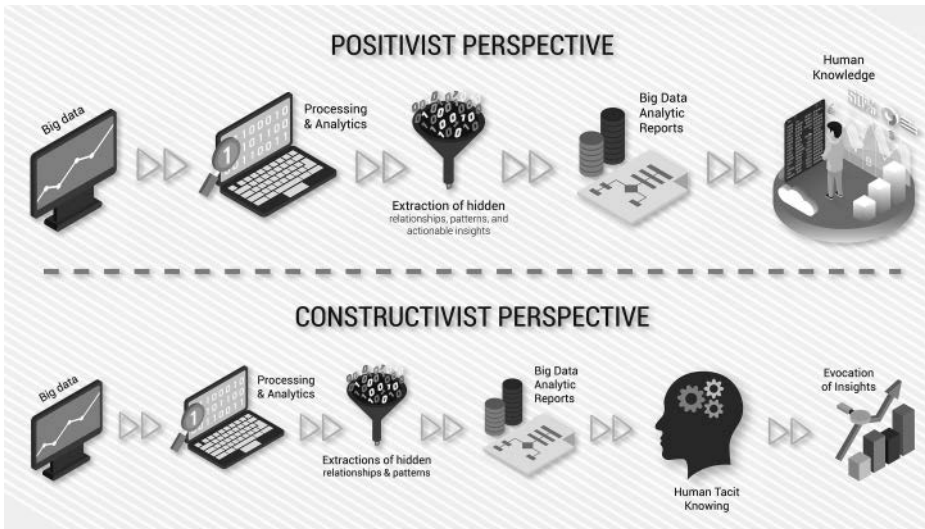 POSITIVIST PERSPECTIVE
Big data
Processing
& Analytics
Extraction of hidden
relationships, patterns, and
actionable insights
Big Data
Analytic
Reports
Human
Knowledge
CONSTRUCTIVIST PERSPECTIVE
Big data
Processing
& Analytics
Extractions of hidden
relationships & patterns
Big Data
Analytic
Reports
Human Tacit
Knowing
Evocation
of Insights